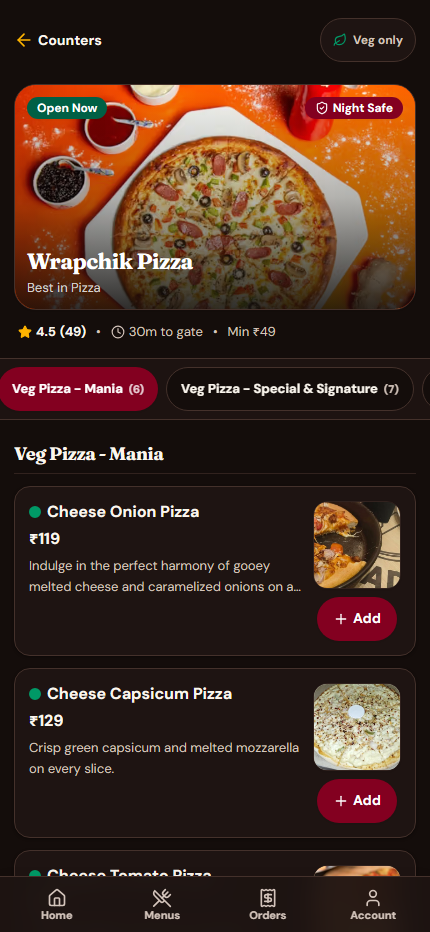 Counters
Veg only
Open Now
Night Safe
Wrapchik Pizza
Best in Pizza
4.5 (49) • 30m to gate • Min ₹49
Veg Pizza - Mania (6)
Veg Pizza - Special & Signature (7)
Veg Pizza - Mania
Cheese Onion Pizza
₹119
Indulge in the perfect harmony of gooey
melted cheese and caramelized onions on a...
+ Add
Cheese Capsicum Pizza
₹129
Crisp green capsicum and melted mozzarella
on every slice.
+ Add
Cheese Tomato Pizza
Home
Menus
Orders
Account